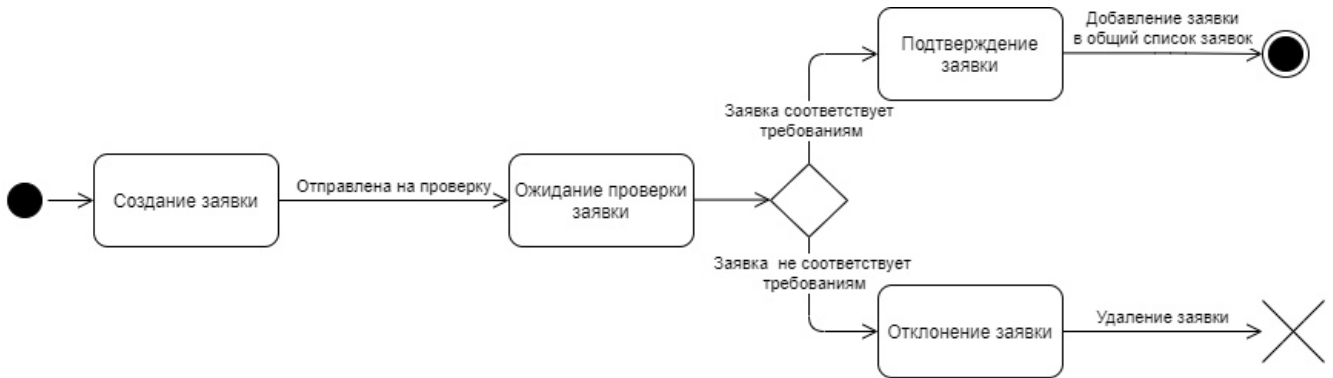 Создание заявки
Отправлена на проверку
Ожидание проверки
заявки
Заявка соответствует
требованиям
Подтверждение
заявки
Добавление заявки
в общий список заявок
Заявка  не соответствует
требованиям
Отклонение заявки
Удаление заявки